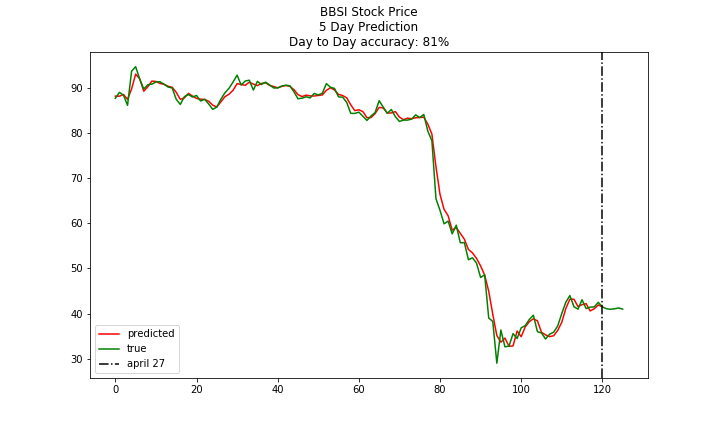 BBSI Stock Price
5 Day Prediction
Day to Day accuracy: 81%
90
80
70
60
50
40
30
predicted
true
april 27
0 20 40 60 80 100 120